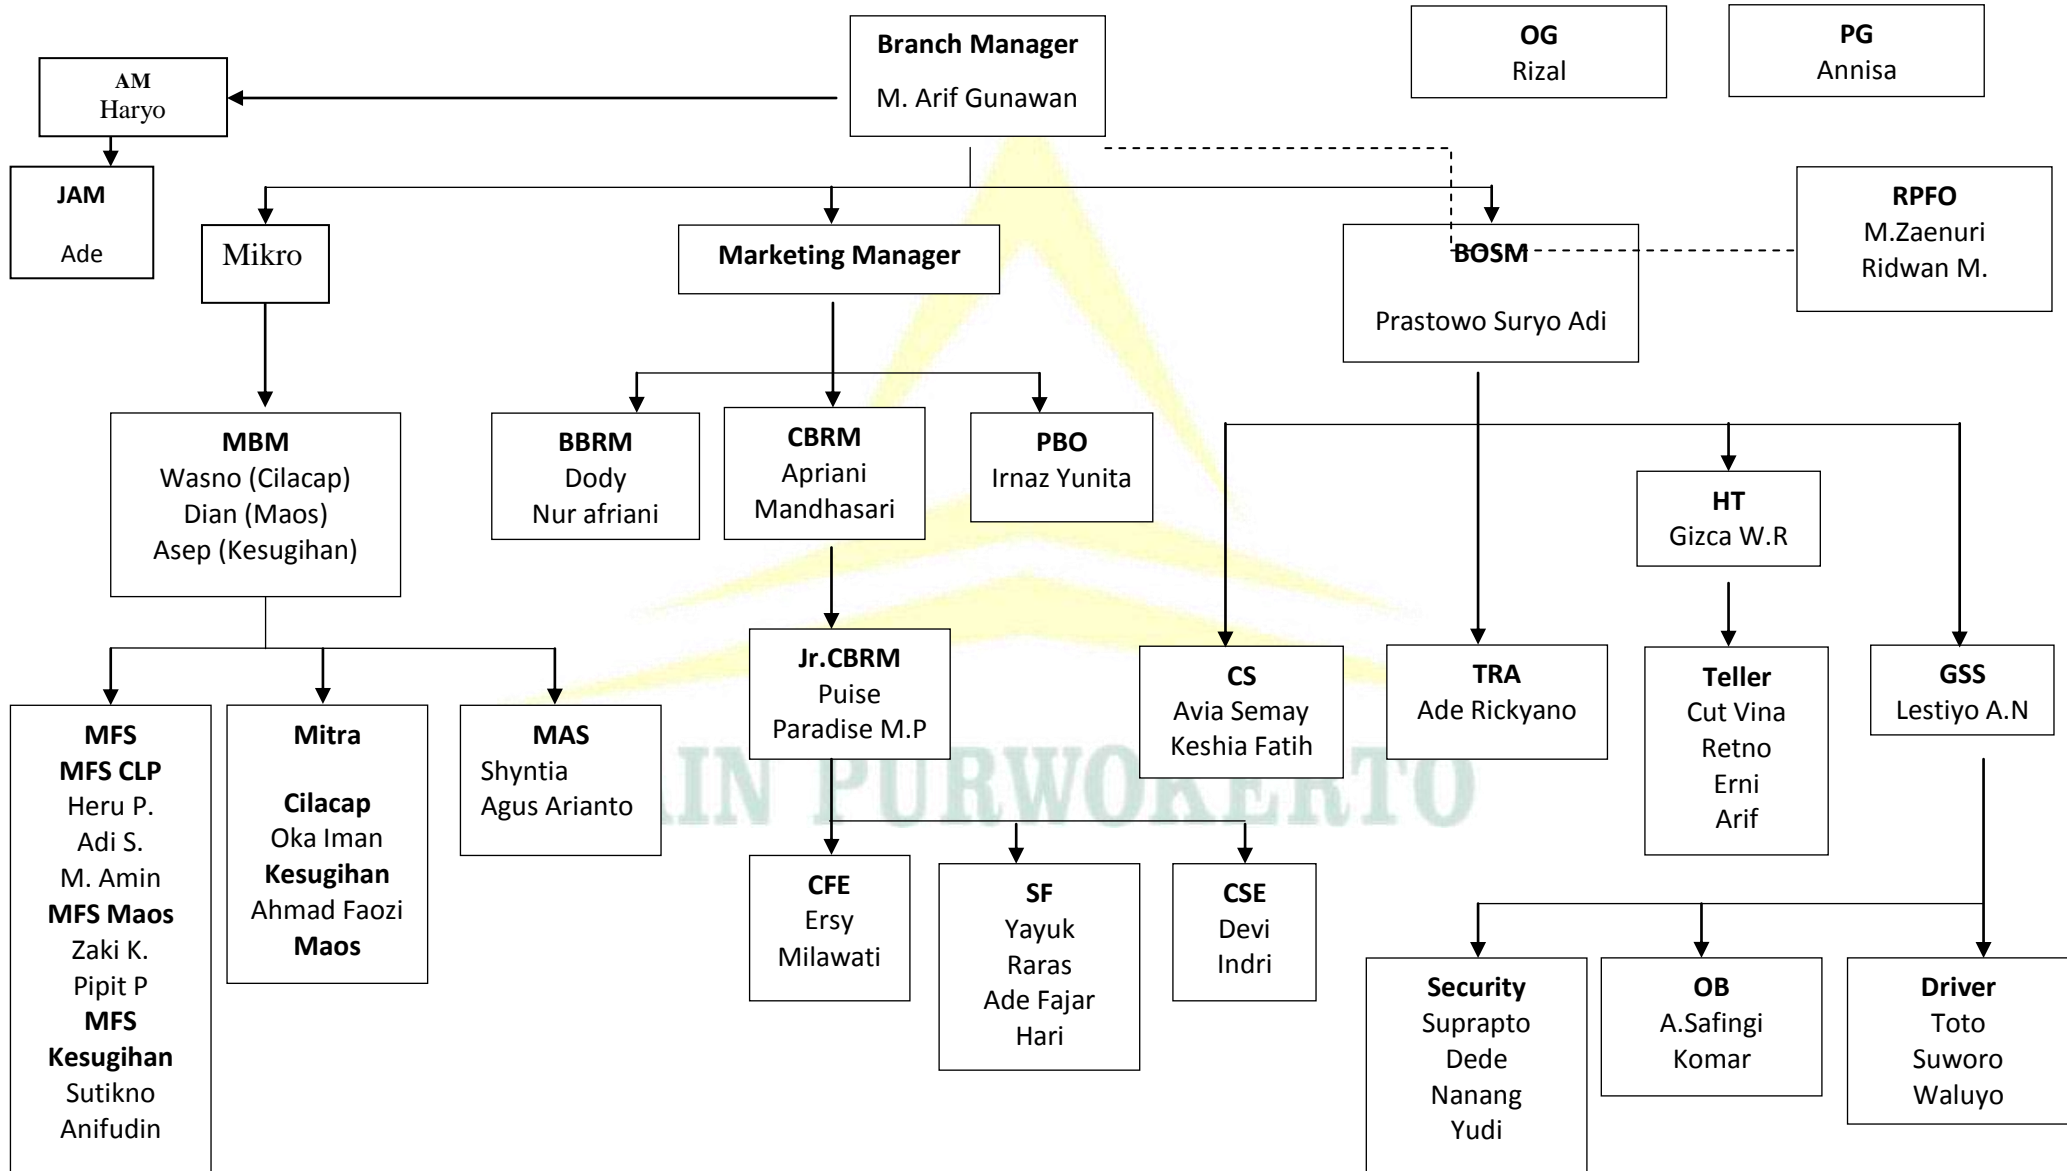 Branch Manager
M. Arif Gunawan
OG
Rizal
PG
Annisa
AM
Haryo
JAM
Ade
Mikro
Marketing Manager
BOSM
Prastowo Suryo Adi
RPFO
M.Zaenuri
Ridwan M.
MBM
Wasno (Cilacap)
Dian (Maos)
Asep (Kesugihan)
BBRM
Dody
Nur afriani
CBRM
Apriani
Mandhasari
PBO
Irnaz Yunita
HT
Gizca W.R
Jr.CBRM
Puise
Paradise M.P
CS
Avia Semay
Keshia Fatih
TRA
Ade Rickyano
Teller
Cut Vina
Retno
Erni
Arif
GSS
Lestiyo A.N
MFS
MFS CLP
Heru P.
Adi S.
M. Amin
MFS Maos
Zaki K.
Pipit P
MFS
Kesugihan
Sutikno
Anifudin
Mitra
Cilacap
Oka Iman
Kesugihan
Ahmad Faozi
Maos
MAS
Shyntia
Agus Arianto
IAIN PURWOKERTO
CFE
Ersy
Milawati
SF
Yayuk
Raras
Ade Fajar
Hari
CSE
Devi
Indri
Security
Suprapto
Dede
Nanang
Yudi
OB
A.Safingi
Komar
Driver
Toto
Suworo
Waluyo